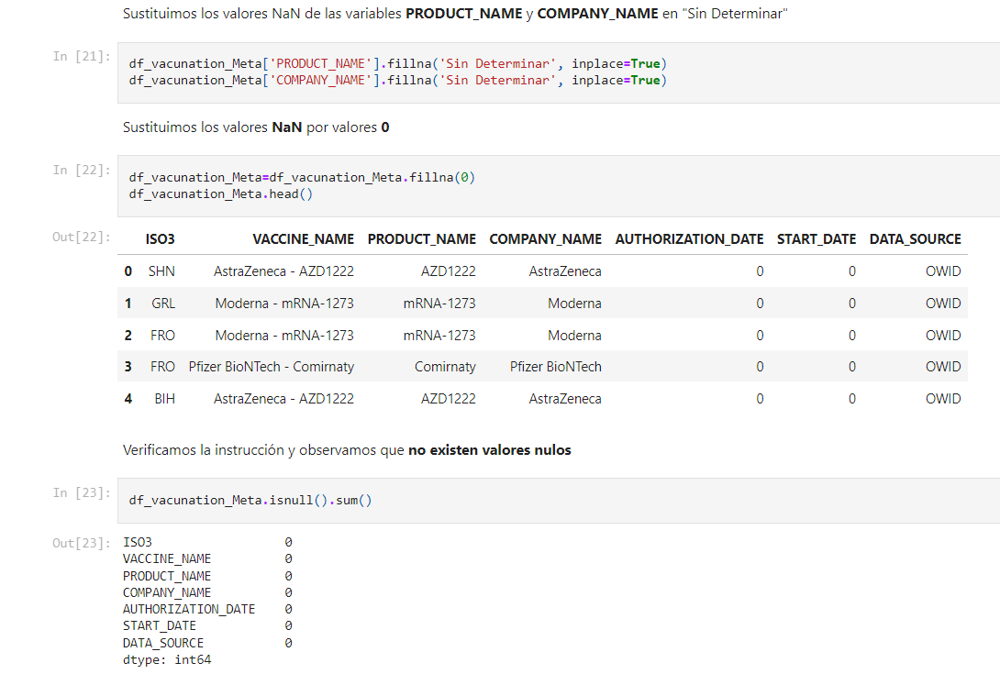 Sustituimos los valores NaN de las variables PRODUCT_NAME y COMPANY_NAME en "Sin Determinar"
In [21]:
df_vacunation_Meta['PRODUCT_NAME'].fillna('Sin Determinar', inplace=True)
df_vacunation_Meta['COMPANY_NAME'].fillna('Sin Determinar', inplace=True)
Sustituimos los valores NaN por valores 0
In [22]:
df_vacunation_Meta=df_vacunation_Meta.fillna(0)
df_vacunation_Meta.head()
Out[22]:
ISO3 VACCINE_NAME PRODUCT_NAME COMPANY_NAME AUTHORIZATION_DATE START_DATE DATA_SOURCE
0 SHN AstraZeneca - AZD1222 AZD1222 AstraZeneca 0 0 OWID
1 GRL Moderna - mRNA-1273 mRNA-1273 Moderna 0 0 OWID
2 FRO Moderna - mRNA-1273 mRNA-1273 Moderna 0 0 OWID
3 FRO Pfizer BioNTech - Comirnaty Comirnaty Pfizer BioNTech 0 0 OWID
4 BIH AstraZeneca - AZD1222 AZD1222 AstraZeneca 0 0 OWID
Verificamos la instrucción y observamos que no existen valores nulos
In [23]:
df_vacunation_Meta.isnull().sum()
Out[23]:
ISO3 0
VACCINE_NAME 0
PRODUCT_NAME 0
COMPANY_NAME 0
AUTHORIZATION_DATE 0
START_DATE 0
DATA_SOURCE 0
dtype: int64